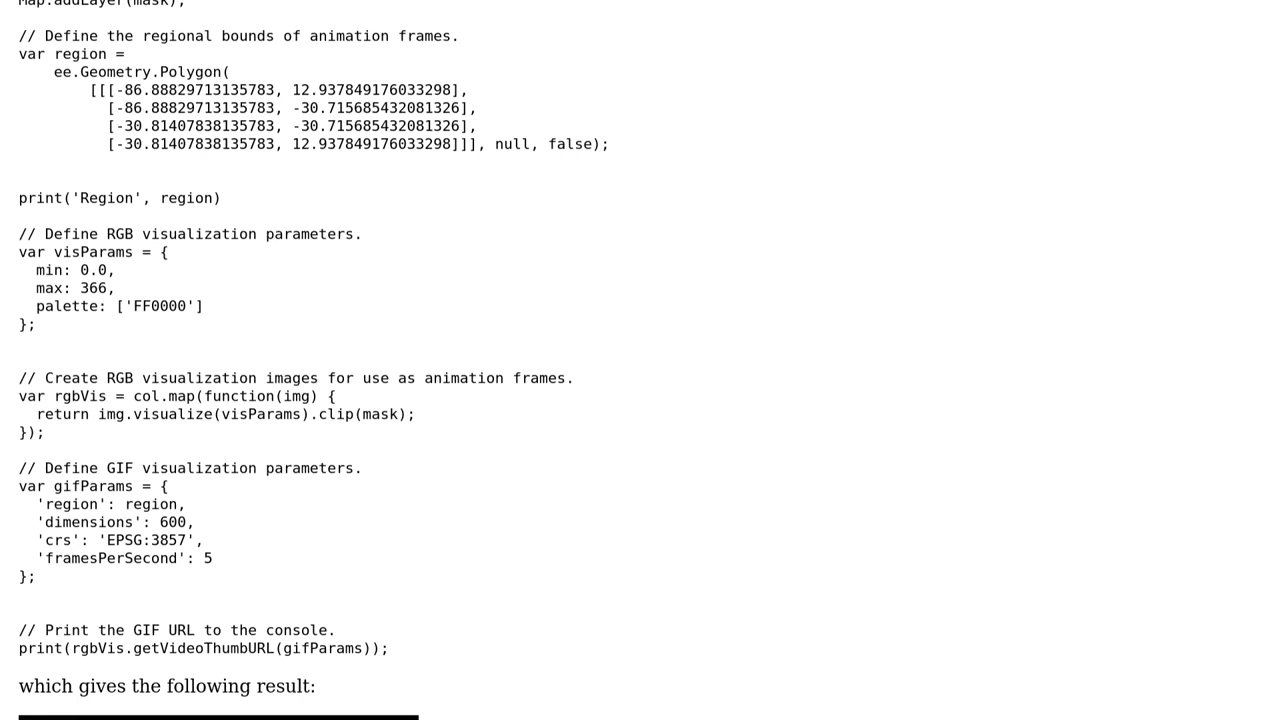 Map.addLayer(mask);
// Define the regional bounds of animation frames.
var region =
    ee.Geometry.Polygon(
        [[[-86.88829713135783, 12.937849176033298],
          [-86.88829713135783, -30.715685432081326],
          [-30.81407838135783, -30.715685432081326],
          [-30.81407838135783, 12.937849176033298]]], null, false);
print('Region', region)
// Define RGB visualization parameters.
var visParams = {
  min: 0.0,
  max: 366,
  palette: ['FF0000']
};
// Create RGB visualization images for use as animation frames.
var rgbVis = col.map(function(img) {
  return img.visualize(visParams).clip(mask);
});
// Define GIF visualization parameters.
var gifParams = {
  'region': region,
  'dimensions': 600,
  'crs': 'EPSG:3857',
  'framesPerSecond': 5
};
// Print the GIF URL to the console.
print(rgbVis.getVideoThumbURL(gifParams));
which gives the following result: